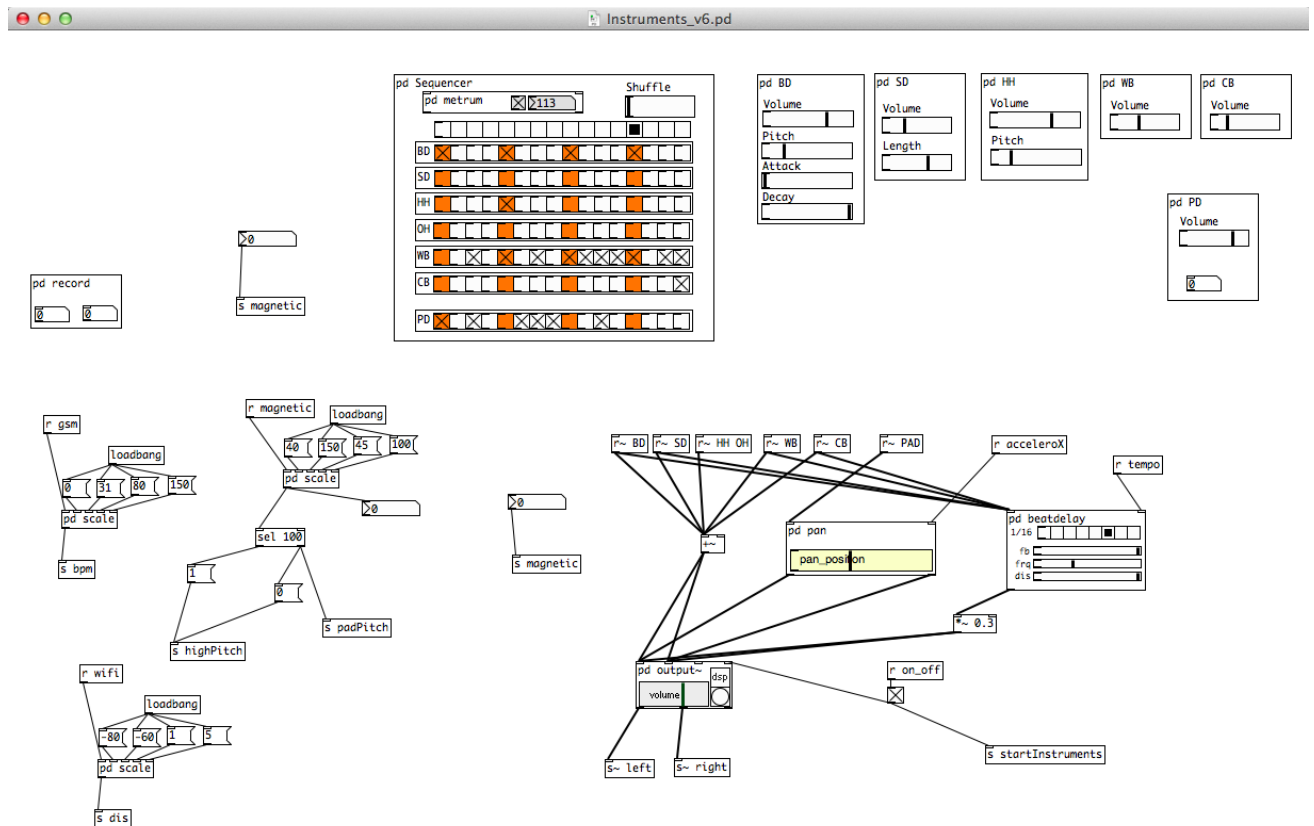 Instruments_v6.pd
pd Sequencer
pd metrum
113
Shuffle
BD
SD
HH
OH
WB
CB
PD
pd BD
Volume
Pitch
Attack
Decay
pd SD
Volume
Length
pd HH
Volume
Pitch
pd WB
Volume
pd CB
Volume
pd PD
Volume
0
pd record
0 0
0
s magnetic
r gsm
loadbang
0 31 80 150
pd scale
s bpm
r magnetic
loadbang
40 150 45 100
pd scale
0
sel 100
1
0
s padPitch
s highPitch
r wifi
loadbang
-80 -60 1 5
pd scale
s dis
0
s magnetic
r~ BD r~ SD r~ HH OH r~ WB r~ CB r~ PAD
r acceleroX
r tempo
+~
pd pan
pan_position
pd beatdelay
1/16
fb
frq
dis
*~ 0.3
pd output~
volume
dsp
r on_off
s startInstruments
s~ left
s~ right